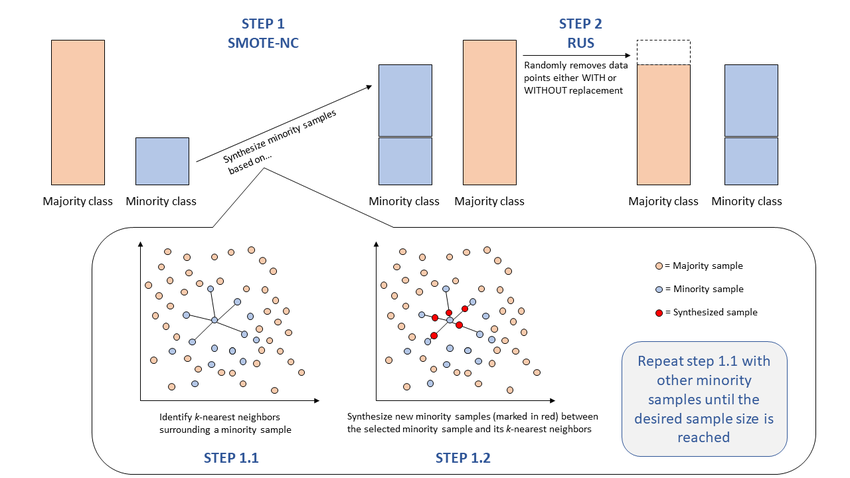 STEP 1
SMOTE-NC
STEP 2
RUS
Randomly removes data
points either WITH or
WITHOUT replacement
Synthesize minority samples
based on...
Majority class
Minority class
Minority class
Majority class
Majority class
Minority class
= Majority sample
= Minority sample
= Synthesized sample
Repeat step 1.1 with
other minority
samples until the
desired sample size is
reached
Identify k-nearest neighbors
surrounding a minority sample
STEP 1.1
Synthesize new minority samples (marked in red) between
the selected minority sample and its k-nearest neighbors
STEP 1.2